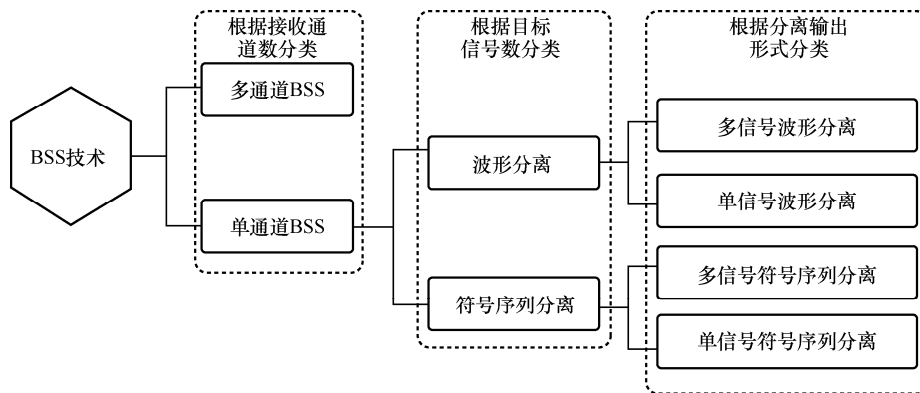 根据接收通
道数分类
根据目标
信号数分类
根据分离输出
形式分类
BSS技术
多通道BSS
单通道BSS
波形分离
符号序列分离
多信号波形分离
单信号波形分离
多信号符号序列分离
单信号符号序列分离